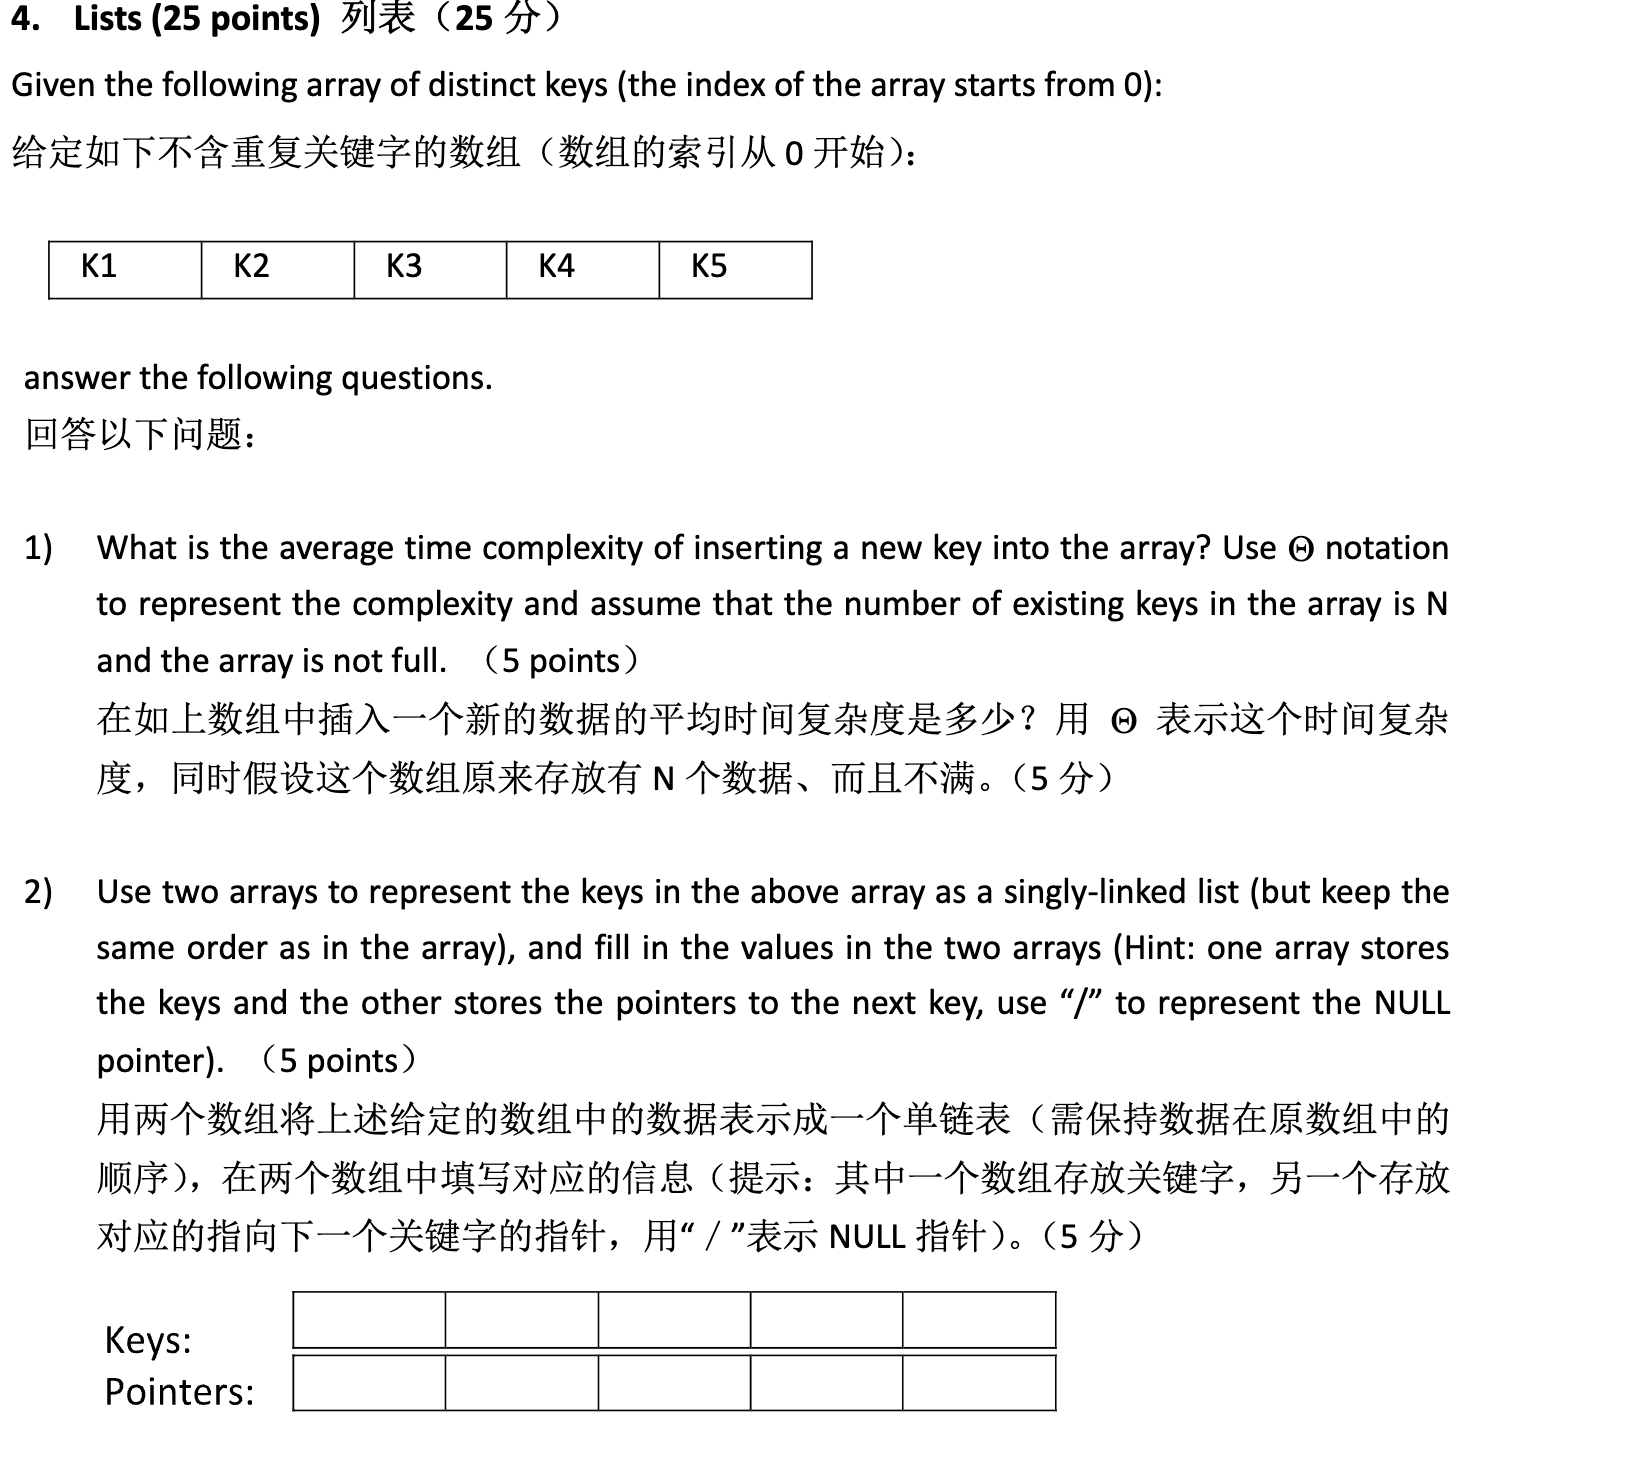 4. Lists (25 points) 列表（25 分）
Given the following array of distinct keys (the index of the array starts from 0):
给定如下不含重复关键字的数组（数组的索引从 0 开始）：
K1 K2 K3 K4 K5
answer the following questions.
回答以下问题：
1) What is the average time complexity of inserting a new key into the array? Use Θ notation
to represent the complexity and assume that the number of existing keys in the array is N
and the array is not full. （5 points）
在如上数组中插入一个新的数据的平均时间复杂度是多少？用 Θ 表示这个时间复杂
度，同时假设这个数组原来存放有 N 个数据、而且不满。（5 分）
2) Use two arrays to represent the keys in the above array as a singly-linked list (but keep the
same order as in the array), and fill in the values in the two arrays (Hint: one array stores
the keys and the other stores the pointers to the next key, use “/” to represent the NULL
pointer). （5 points）
用两个数组将上述给定的数组中的数据表示成一个单链表（需保持数据在原数组中的
顺序），在两个数组中填写对应的信息（提示：其中一个数组存放关键字，另一个存放
对应的指向下一个关键字的指针，用“ / ”表示 NULL 指针）。（5 分）
Keys:
Pointers: